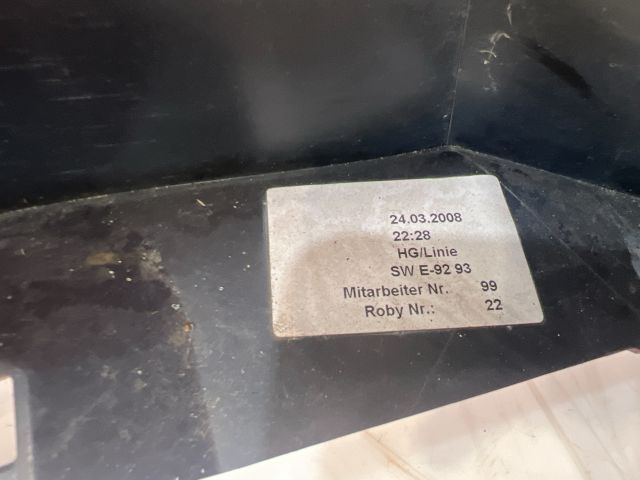 24.03.2008
22:28
HG/Linie
SW E-92 93
Mitarbeiter Nr. 99
Roby Nr.: 22